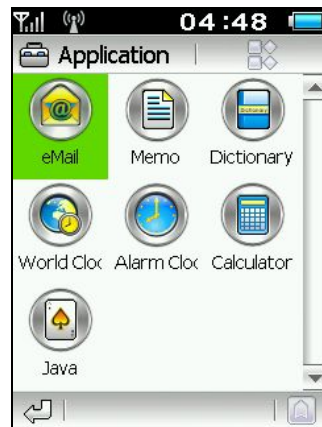 04:48
Application
eMail Memo Dictionary
World Cloc Alarm Cloc Calculator
Java